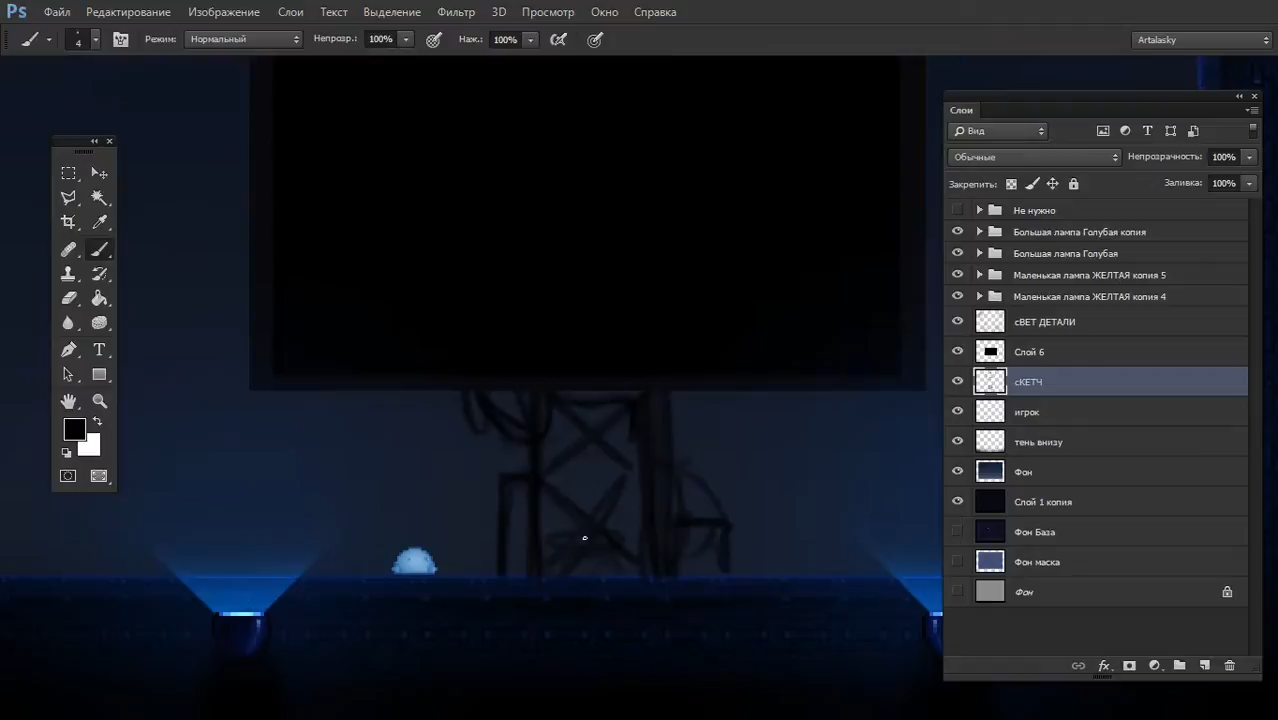 Ps Файл Редактирование Изображение Слои Текст Выделение Фильтр 3D Просмотр Окно Справка
4 Режим: Нормальный Непрозр.: 100% Наж.: 100% Artalasky
Слои
Вид
Обычные Непрозрачность: 100%
Закрепить: Заливка: 100%
Не нужно
Большая лампа Голубая копия
Большая лампа Голубая
Маленькая лампа ЖЕЛТАЯ копия 5
Маленькая лампа ЖЕЛТАЯ копия 4
сВЕТ ДЕТАЛИ
Слой 6
сКЕТЧ
игрок
тень внизу
Фон
Слой 1 копия
Фон База
Фон маска
Фон
fx